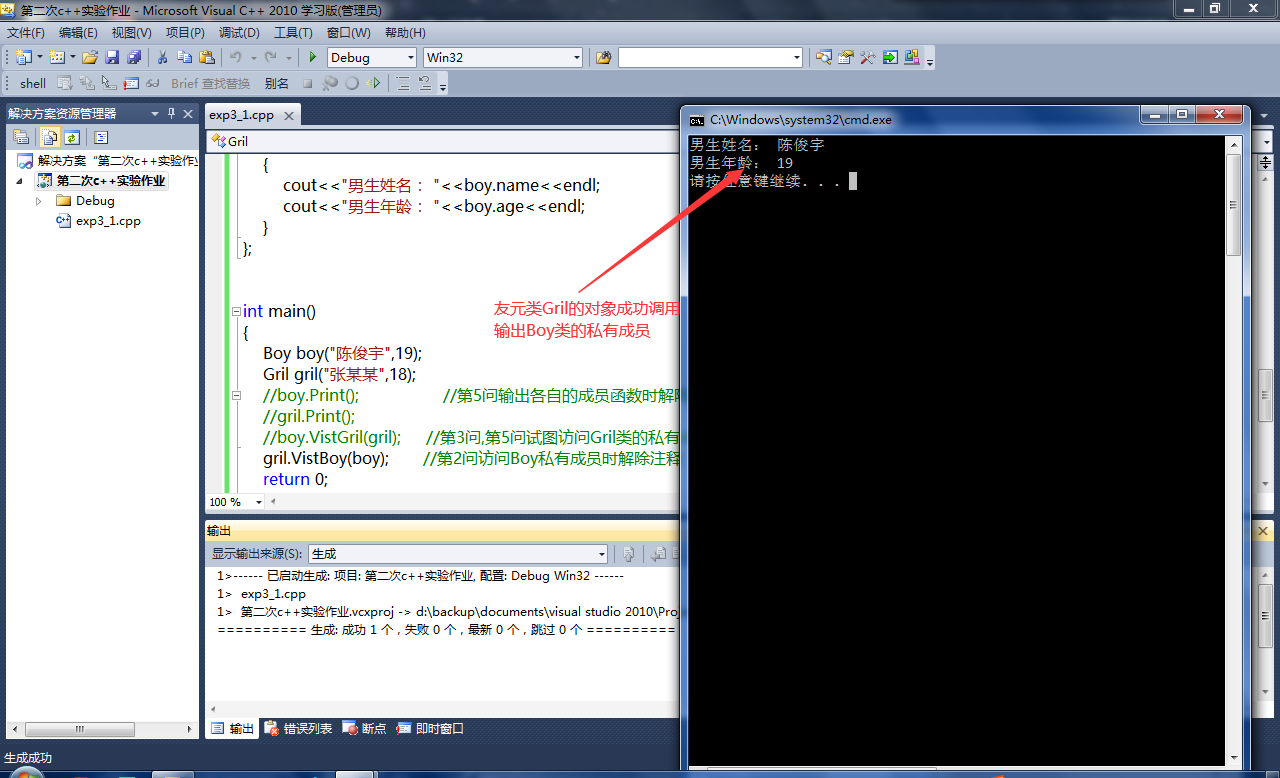 第二次c++实验作业 - Microsoft Visual C++ 2010 学习版(管理员)
文件(F) 编辑(E) 视图(V) 项目(P) 调试(D) 工具(T) 窗口(W) 帮助(H)
Debug Win32
shell Brief 查找替换 别名
解决方案资源管理器
解决方案“第二次c++实验作业
第二次c++实验作业
Debug
exp3_1.cpp
exp3_1.cpp
Gril
{
cout<<"男生姓名： "<<boy.name<<endl;
cout<<"男生年龄： "<<boy.age<<endl;
}
};
int main()
{
Boy boy("陈俊宇",19);
Gril gril("张某某",18);
//boy.Print(); //第5问输出各自的成员函数时解除
//gril.Print();
//boy.VistGril(gril); //第3问,第5问试图访问Gril类的私有
gril.VistBoy(boy); //第2问访问Boy私有成员时解除注释
return 0;
100 %
友元类Gril的对象成功调用
输出Boy类的私有成员
C:\Windows\system32\cmd.exe
男生姓名： 陈俊宇
男生年龄： 19
请按任意键继续. . .
输出
显示输出来源(S): 生成
1>------ 已启动生成: 项目: 第二次c++实验作业, 配置: Debug Win32 ------
1> exp3_1.cpp
1> 第二次c++实验作业.vcxproj -> d:\backup\documents\visual studio 2010\Proj
========== 生成: 成功 1 个，失败 0 个，最新 0 个，跳过 0 个 ==========
输出 错误列表 断点 即时窗口
生成成功